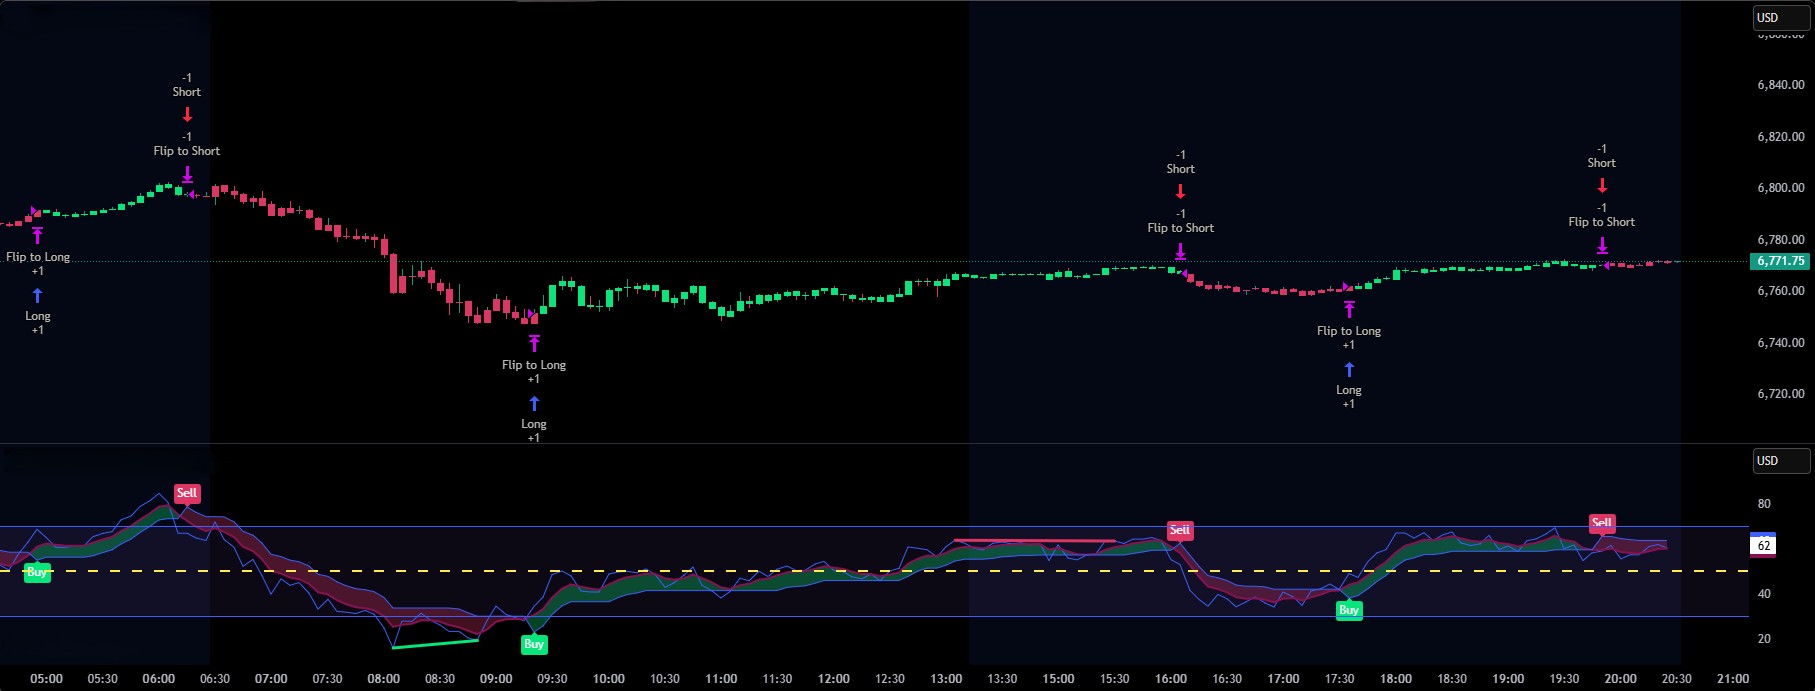 USD
6,840.00
6,820.00
6,800.00
6,780.00
6,771.75
6,760.00
6,740.00
6,720.00
-1
Short
-1
Flip to Short
Flip to Long
+1
Long
+1
Flip to Long
+1
Long
+1
-1
Short
-1
Flip to Short
Flip to Long
+1
Long
+1
-1
Short
-1
Flip to Short
USD
80
62
40
20
Buy
Sell
Buy
Sell
Buy
Sell
05:00 05:30 06:00 06:30 07:00 07:30 08:00 08:30 09:00 09:30 10:00 10:30 11:00 11:30 12:00 12:30 13:00 13:30 14:00 14:30 15:00 15:30 16:00 16:30 17:00 17:30 18:00 18:30 19:00 19:30 20:00 20:30 21:00